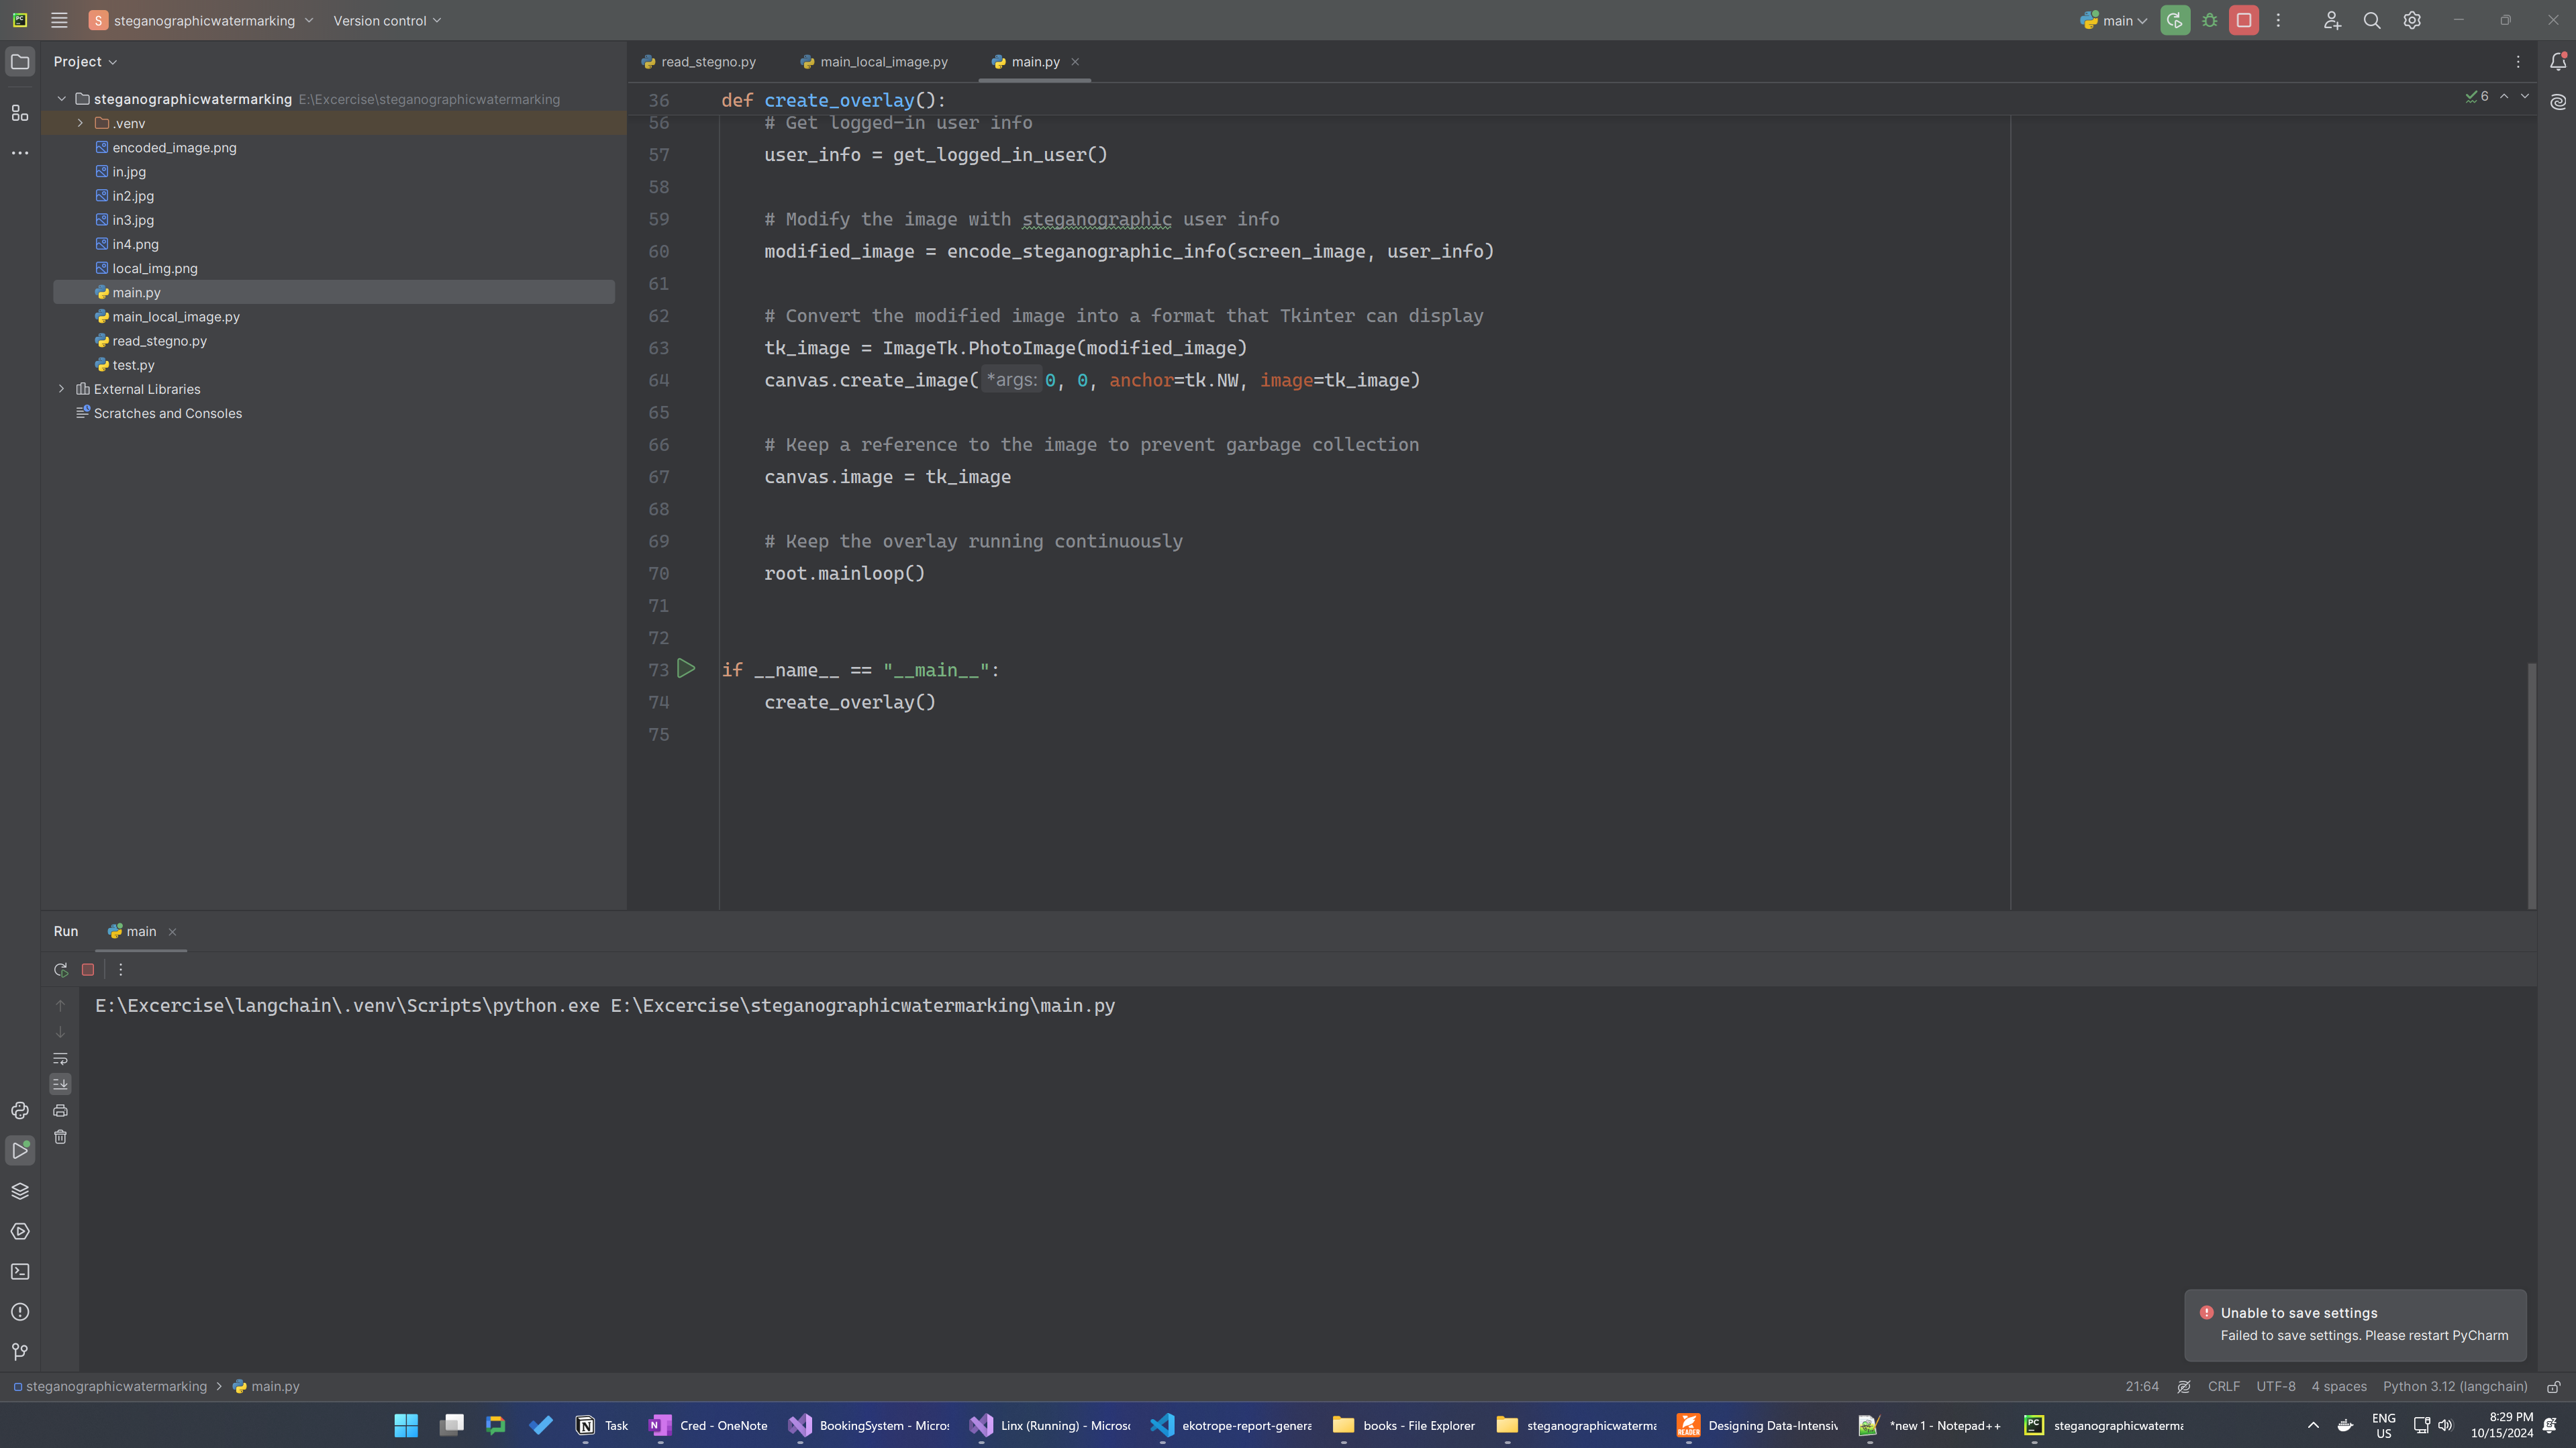 S steganographicwatermarking Version control main
Project
read_stegno.py main_local_image.py main.py
steganographicwatermarking E:\Excercise\steganographicwatermarking
.venv
encoded_image.png
in.jpg
in2.jpg
in3.jpg
in4.png
local_img.png
main.py
main_local_image.py
read_stegno.py
test.py
External Libraries
Scratches and Consoles
36 def create_overlay(): 6
56 # Get logged-in user info
57 user_info = get_logged_in_user()
58
59 # Modify the image with steganographic user info
60 modified_image = encode_steganographic_info(screen_image, user_info)
61
62 # Convert the modified image into a format that Tkinter can display
63 tk_image = ImageTk.PhotoImage(modified_image)
64 canvas.create_image(*args: 0, 0, anchor=tk.NW, image=tk_image)
65
66 # Keep a reference to the image to prevent garbage collection
67 canvas.image = tk_image
68
69 # Keep the overlay running continuously
70 root.mainloop()
71
72
73 if __name__ == "__main__":
74 create_overlay()
75
Run main
E:\Excercise\langchain\.venv\Scripts\python.exe E:\Excercise\steganographicwatermarking\main.py
Unable to save settings
Failed to save settings. Please restart PyCharm
steganographicwatermarking main.py 21:64 CRLF UTF-8 4 spaces Python 3.12 (langchain)
Task Cred - OneNote BookingSystem - Micros Linx (Running) - Microso ekotrope-report-genera books - File Explorer steganographicwaterma Designing Data-Intensiv *new 1 - Notepad++ steganographicwaterma ENG US 8:29 PM 10/15/2024